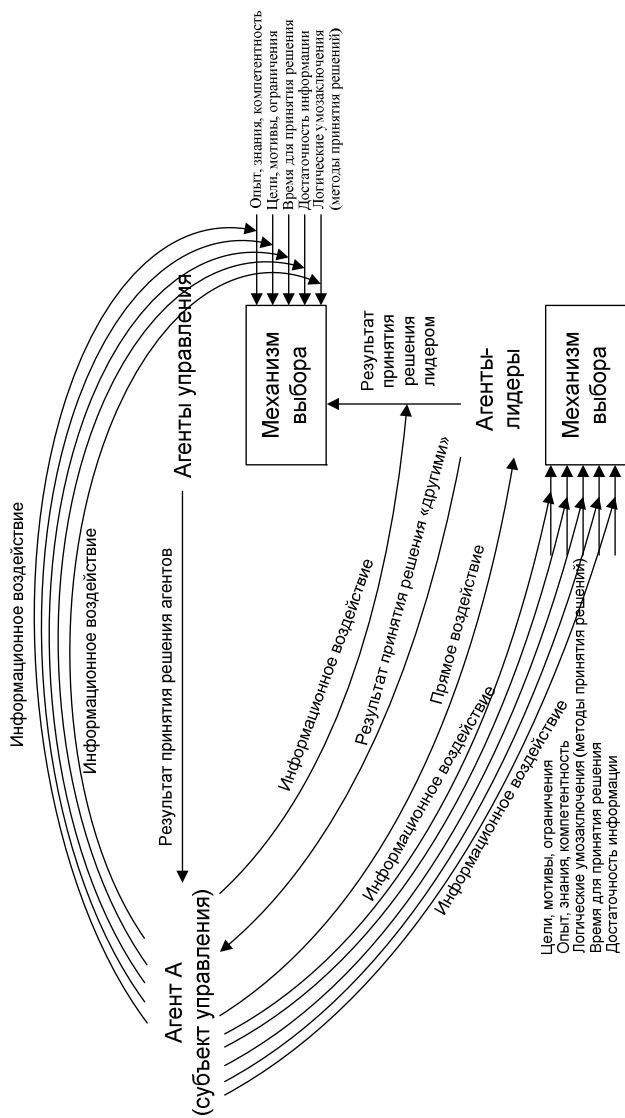 Информационное воздействие
Информационное воздействие
Результат принятия решения агентов
Агент А
(субъект управления)
Агенты управления
Опыт, знания, компетентность
Цели, мотивы, ограничения
Время для принятия решения
Достаточность информации
Логические умозаключения
(методы принятия решений)
Механизм
выбора
Результат
принятия
решения
лидером
Информационное воздействие
Результат принятия решения «другими»
Прямое воздействие
Агенты-
лидеры
Информационное воздействие
Информационное воздействие
Механизм
выбора
Цели, мотивы, ограничения
Опыт, знания, компетентность
Логические умозаключения (методы принятия решений)
Время для принятия решения
Достаточность информации